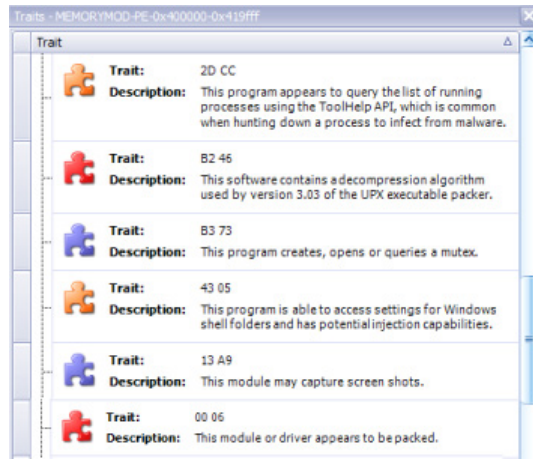 Traits - MEMORYMOD-PE-0x400000-0x419fff
Trait
Trait: 2D CC
Description: This program appears to query the list of running
processes using the ToolHelp API, which is common
when hunting down a process to infect from malware.
Trait: B2 46
Description: This software contains a decompression algorithm
used by version 3.03 of the UPX executable packer.
Trait: B3 73
Description: This program creates, opens or queries a mutex.
Trait: 43 05
Description: This program is able to access settings for Windows
shell folders and has potential injection capabilities.
Trait: 13 A9
Description: This module may capture screen shots.
Trait: 00 06
Description: This module or driver appears to be packed.